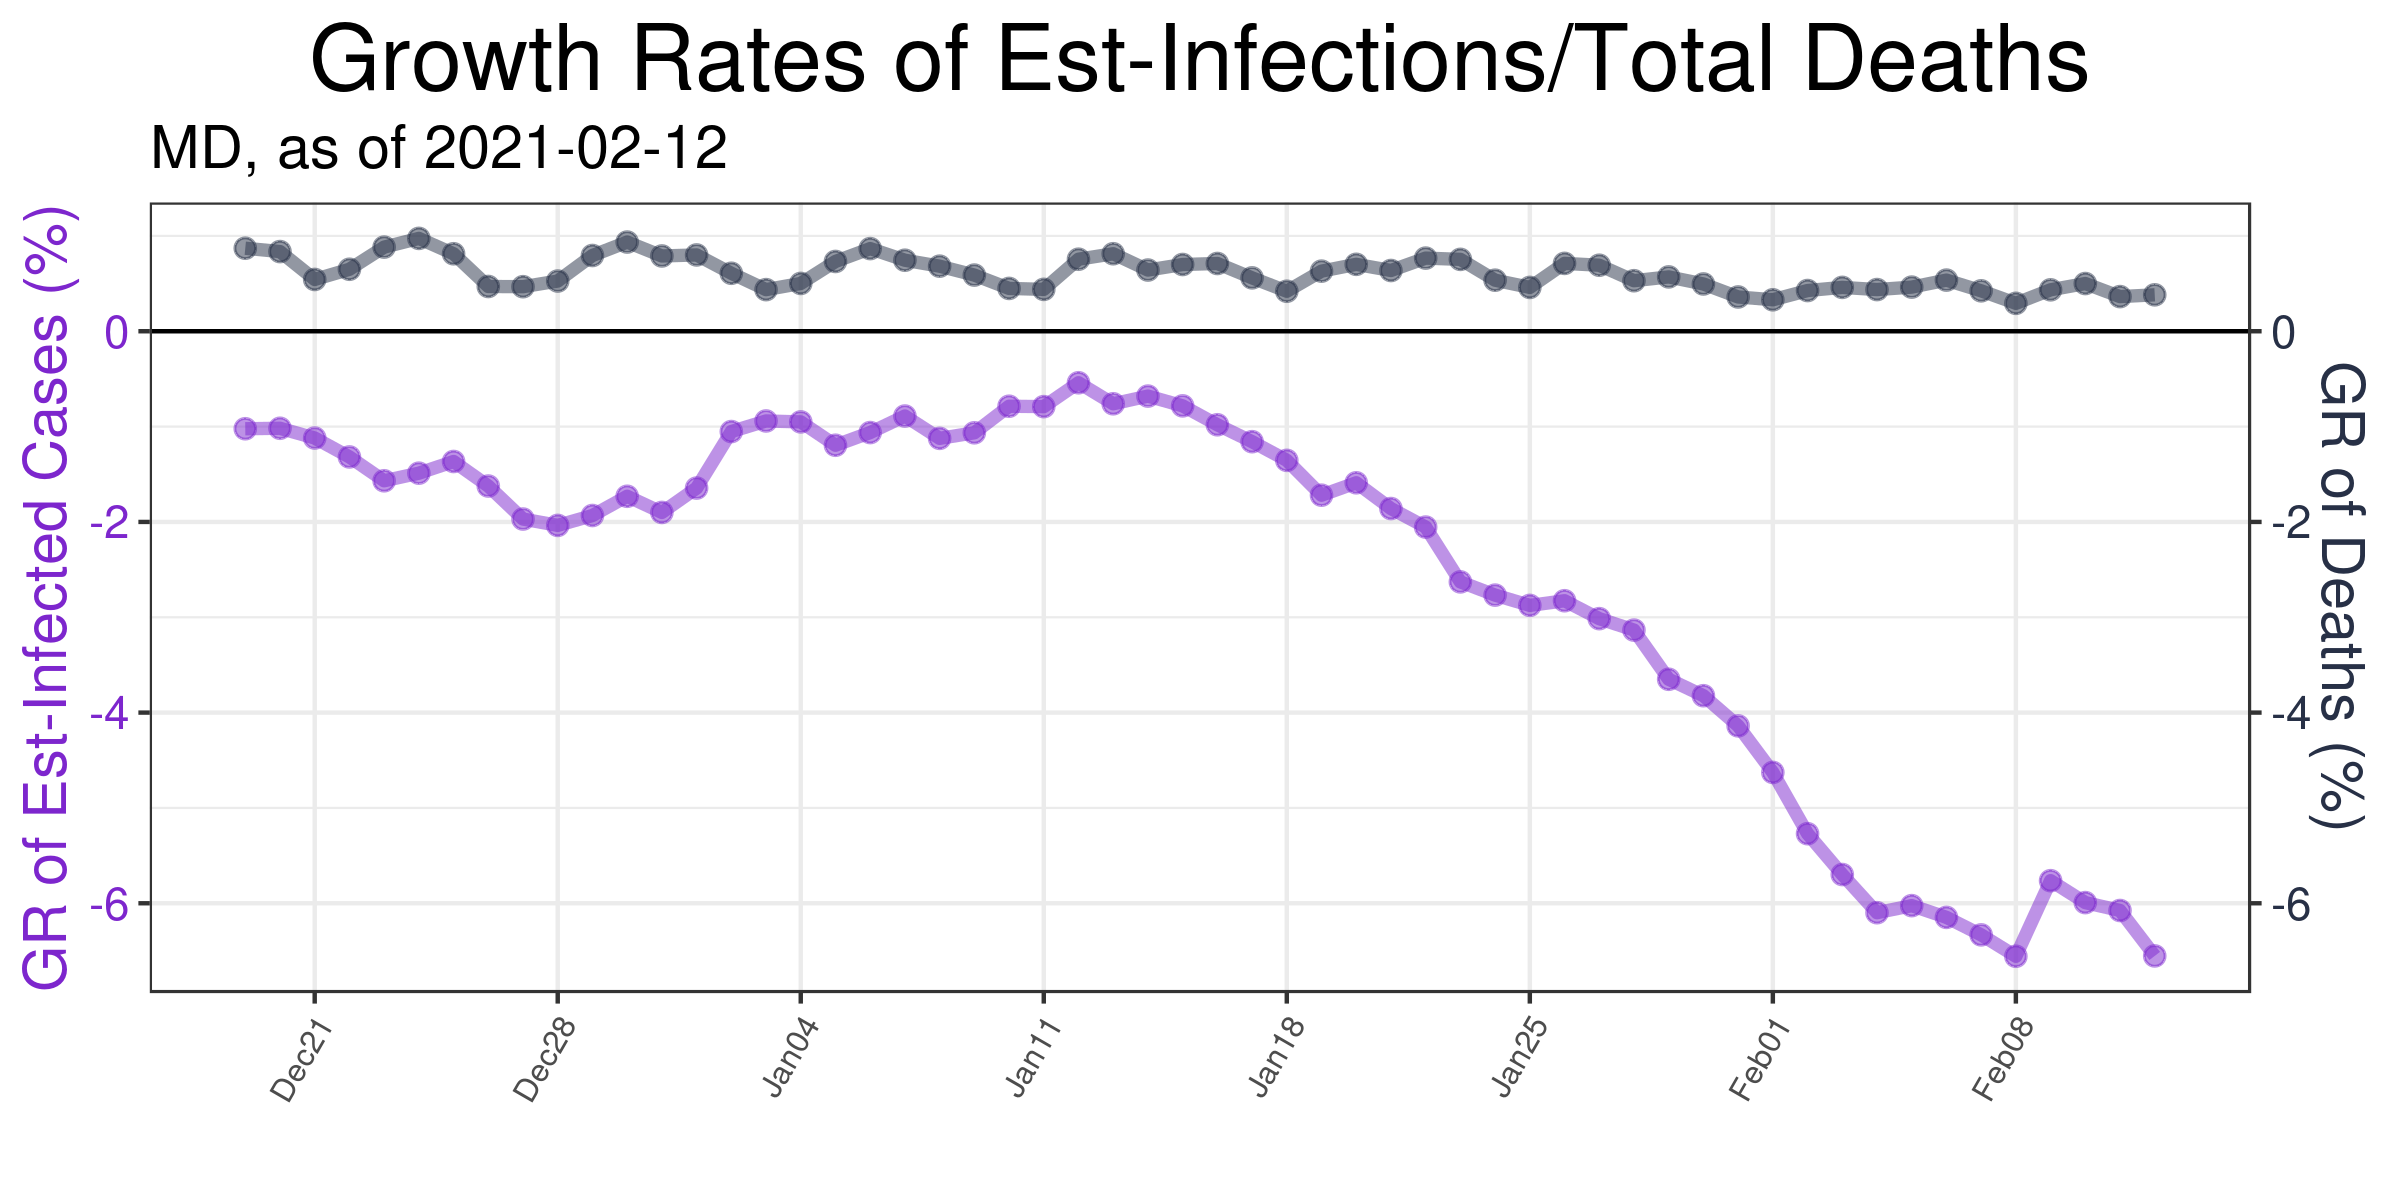 Growth Rates of Est-Infections/Total Deaths
MD, as of 2021-02-12
GR of Est-Infected Cases (%)
0
-2
-4
-6
0
-2
-4
-6
GR of Deaths (%)
Dec21
Dec28
Jan04
Jan11
Jan18
Jan25
Feb01
Feb08